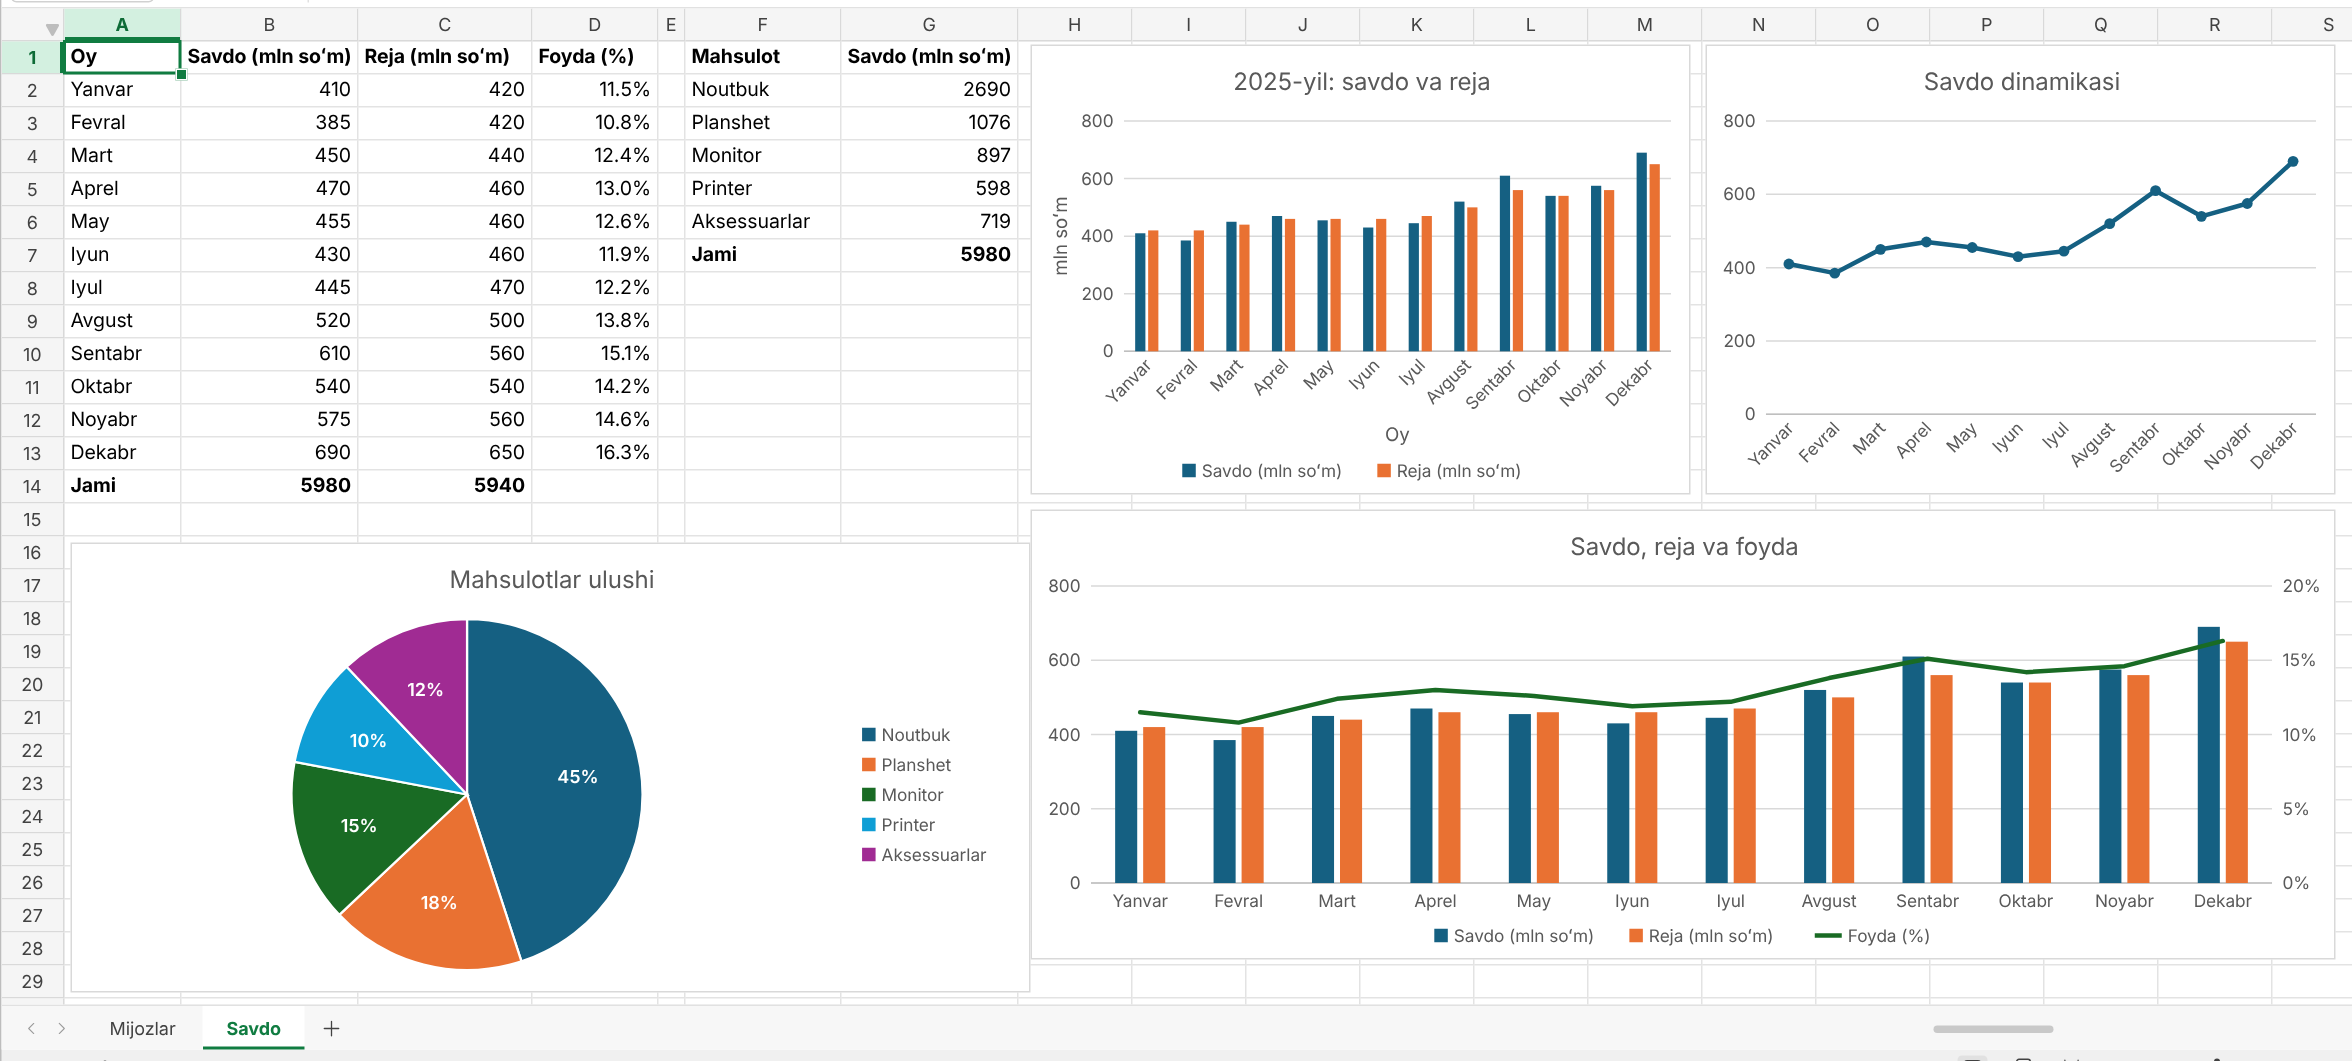 A B C D E F G H I J K L M N O P Q R S
1 Oy Savdo (mln soʻm) Reja (mln soʻm) Foyda (%) Mahsulot Savdo (mln soʻm)
2 Yanvar 410 420 11.5% Noutbuk 2690
3 Fevral 385 420 10.8% Planshet 1076
4 Mart 450 440 12.4% Monitor 897
5 Aprel 470 460 13.0% Printer 598
6 May 455 460 12.6% Aksessuarlar 719
7 Iyun 430 460 11.9% Jami 5980
8 Iyul 445 470 12.2%
9 Avgust 520 500 13.8%
10 Sentabr 610 560 15.1%
11 Oktabr 540 540 14.2%
12 Noyabr 575 560 14.6%
13 Dekabr 690 650 16.3%
14 Jami 5980 5940
15
16
17
18
19
20
21
22
23
24
25
26
27
28
29
2025-yil: savdo va reja
mln soʻm
800
600
400
200
0
Yanvar Fevral Mart Aprel May Iyun Iyul Avgust Sentabr Oktabr Noyabr Dekabr
Oy
Savdo (mln soʻm) Reja (mln soʻm)
Savdo dinamikasi
800
600
400
200
0
Yanvar Fevral Mart Aprel May Iyun Iyul Avgust Sentabr Oktabr Noyabr Dekabr
Mahsulotlar ulushi
12%
10%
45%
15%
18%
Noutbuk
Planshet
Monitor
Printer
Aksessuarlar
Savdo, reja va foyda
800 20%
600 15%
400 10%
200 5%
0 0%
Yanvar Fevral Mart Aprel May Iyun Iyul Avgust Sentabr Oktabr Noyabr Dekabr
Savdo (mln soʻm) Reja (mln soʻm) Foyda (%)
Mijozlar Savdo